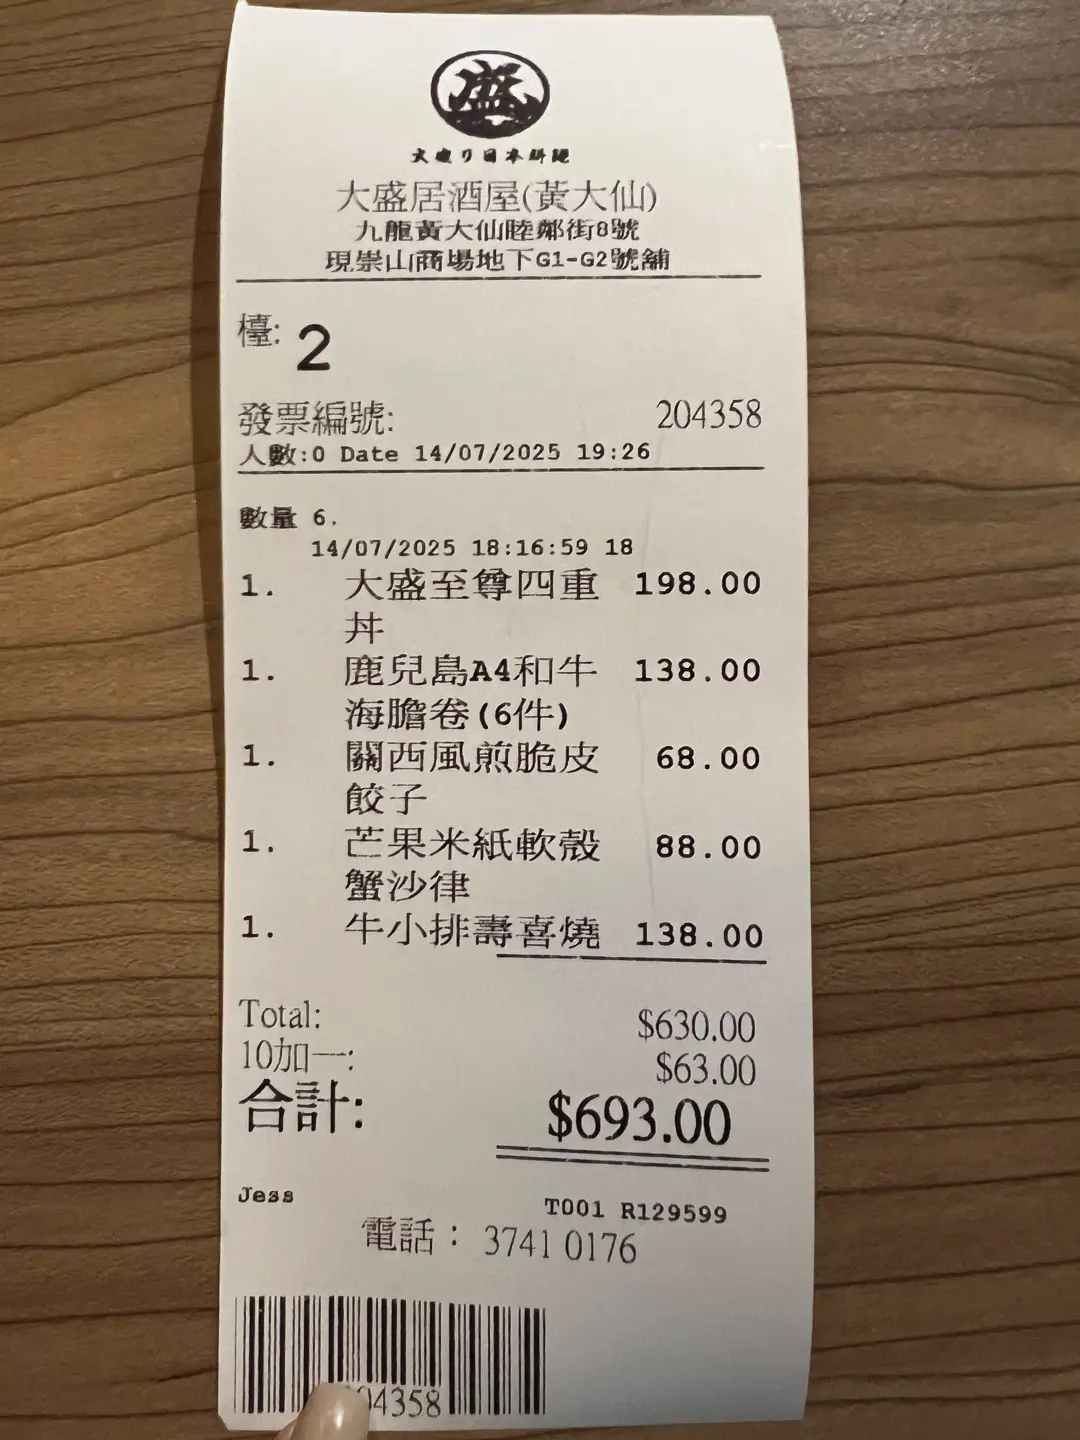 盛
大盛り日本料理
大盛居酒屋(黃大仙)
九龍黃大仙睦鄰街8號
現崇山商場地下G1-G2號舖
檯: 2
發票編號: 204358
人數:0 Date 14/07/2025 19:26
數量 6.
14/07/2025 18:16:59 18
1. 大盛至尊四重 198.00
丼
1. 鹿兒島A4和牛 138.00
海膽卷(6件)
1. 關西風煎脆皮 68.00
餃子
1. 芒果米紙軟殼 88.00
蟹沙律
1. 牛小排壽喜燒 138.00
Total: $630.00
10加一: $63.00
合計: $693.00
Jess T001 R129599
電話： 3741 0176
04358